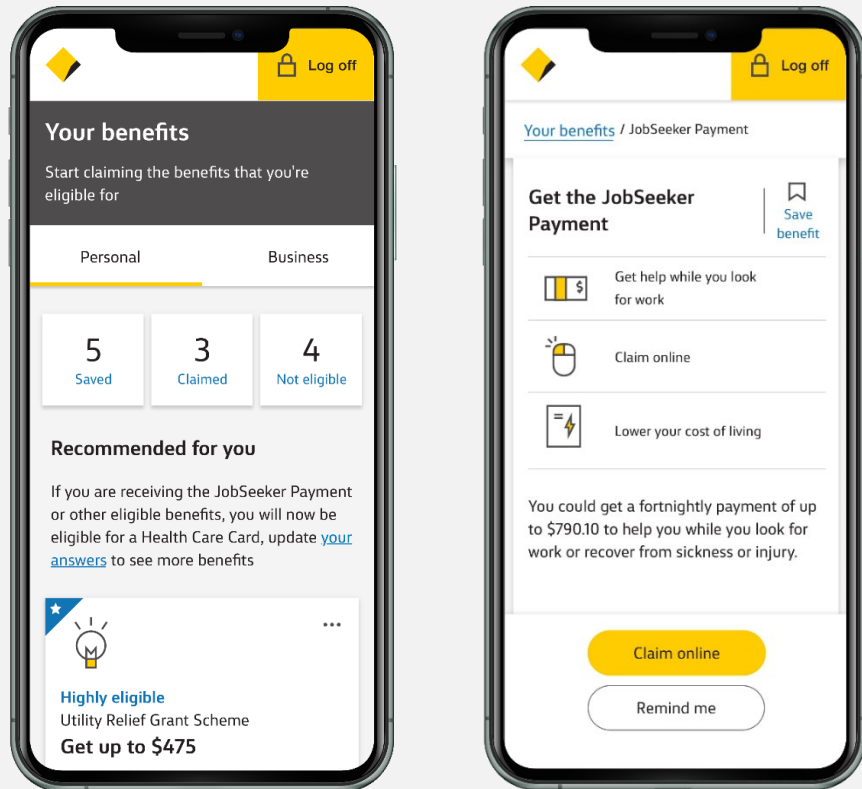 Log off
Your benefits
Start claiming the benefits that you're
eligible for
Personal
Business
5
Saved
3
Claimed
4
Not eligible
Recommended for you
If you are receiving the JobSeeker Payment
or other eligible benefits, you will now be
eligible for a Health Care Card, update your
answers to see more benefits
Highly eligible
Utility Relief Grant Scheme
Get up to $475
Log off
Your benefits / JobSeeker Payment
Get the JobSeeker
Payment
Save
benefit
$
Get help while you look
for work
Claim online
Lower your cost of living
You could get a fortnightly payment of up
to $790.10 to help you while you look for
work or recover from sickness or injury.
Claim online
Remind me